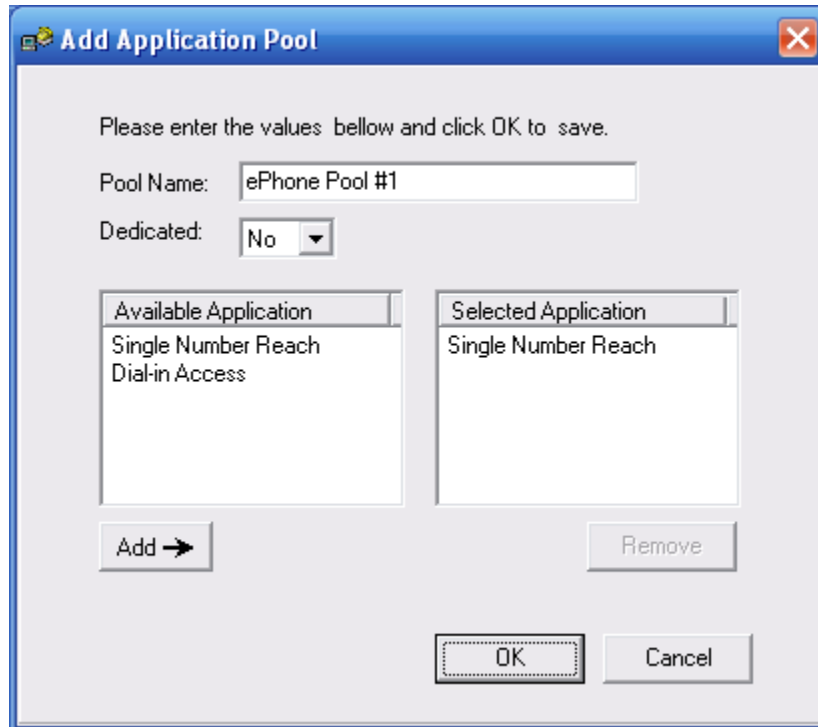 Add Application Pool
Please enter the values bellow and click OK to save.
Pool Name: ePhone Pool #1
Dedicated: No
Available Application Selected Application
Single Number Reach Single Number Reach
Dial-in Access
Add Remove
OK Cancel